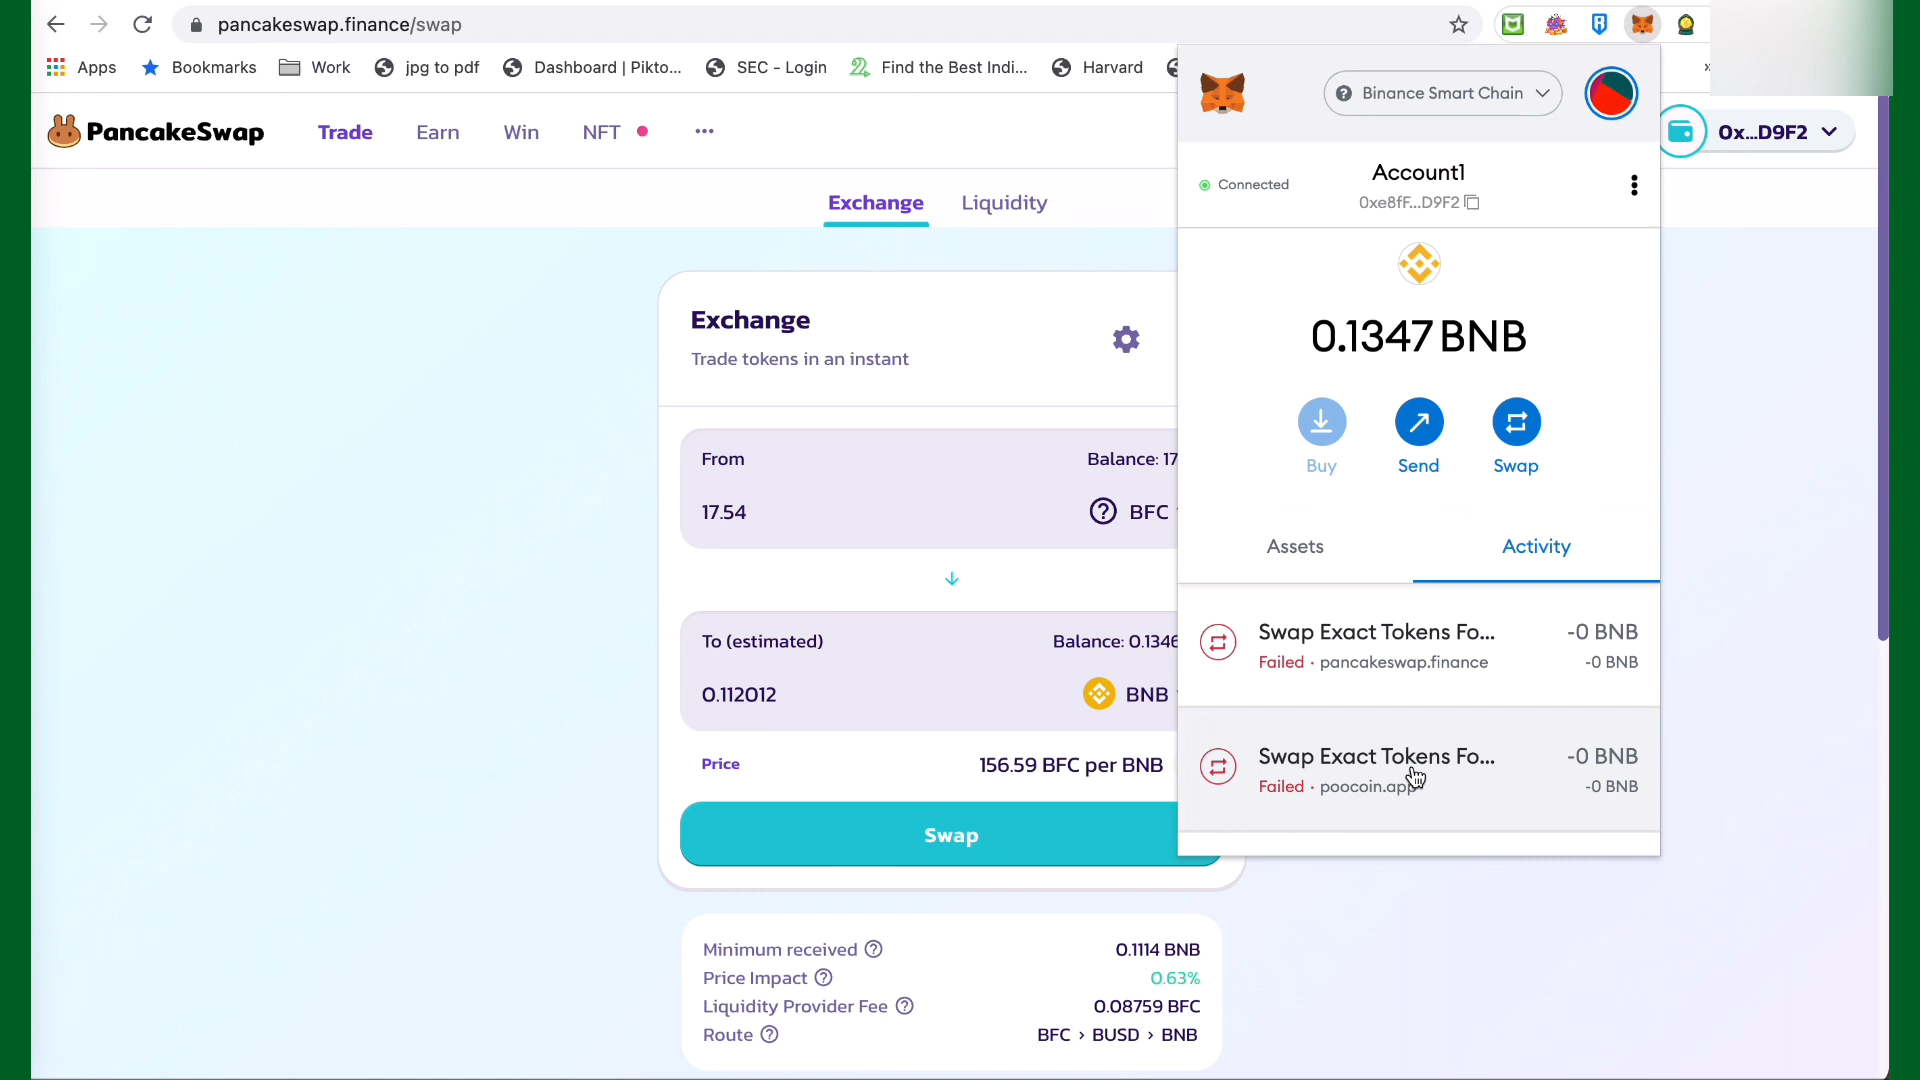 pancakeswap.finance/swap
Apps
Bookmarks
Work
jpg to pdf
Dashboard | Pikto...
SEC - Login
Find the Best Indi...
Harvard
»
PancakeSwap
Trade
Earn
Win
NFT
0x...D9F2
Exchange
Liquidity
Exchange
Trade tokens in an instant
From
Balance: 17
17.54
BFC
To (estimated)
Balance: 0.1346
0.112012
BNB
Price
156.59 BFC per BNB
Swap
Minimum received
0.1114 BNB
Price Impact
0.63%
Liquidity Provider Fee
0.08759 BFC
Route
BFC > BUSD > BNB
Binance Smart Chain
Connected
Account1
0xe8fF...D9F2
0.1347 BNB
Buy
Send
Swap
Assets
Activity
Swap Exact Tokens Fo...
-0 BNB
Failed · pancakeswap.finance
-0 BNB
Swap Exact Tokens Fo...
-0 BNB
Failed · poocoin.app
-0 BNB